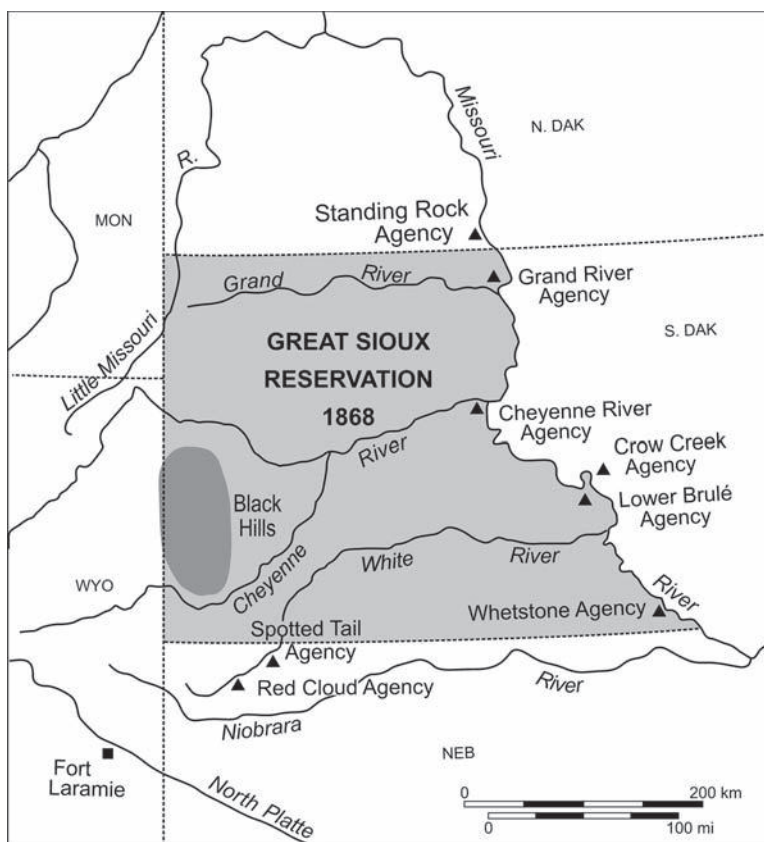 Missouri
N. DAK
R.
MON
Standing Rock
Agency
Grand
River
Grand River
Agency
S. DAK
GREAT SIOUX
RESERVATION
1868
Little Missouri
Cheyenne River
Agency
River
Crow Creek
Agency
Black
Hills
Lower Brulé
Agency
Cheyenne
White
River
WYO
River
Whetstone Agency
Spotted Tail
Agency
Red Cloud Agency
River
Niobrara
NEB
Fort
Laramie
North Platte
0 200 km
0 100 mi